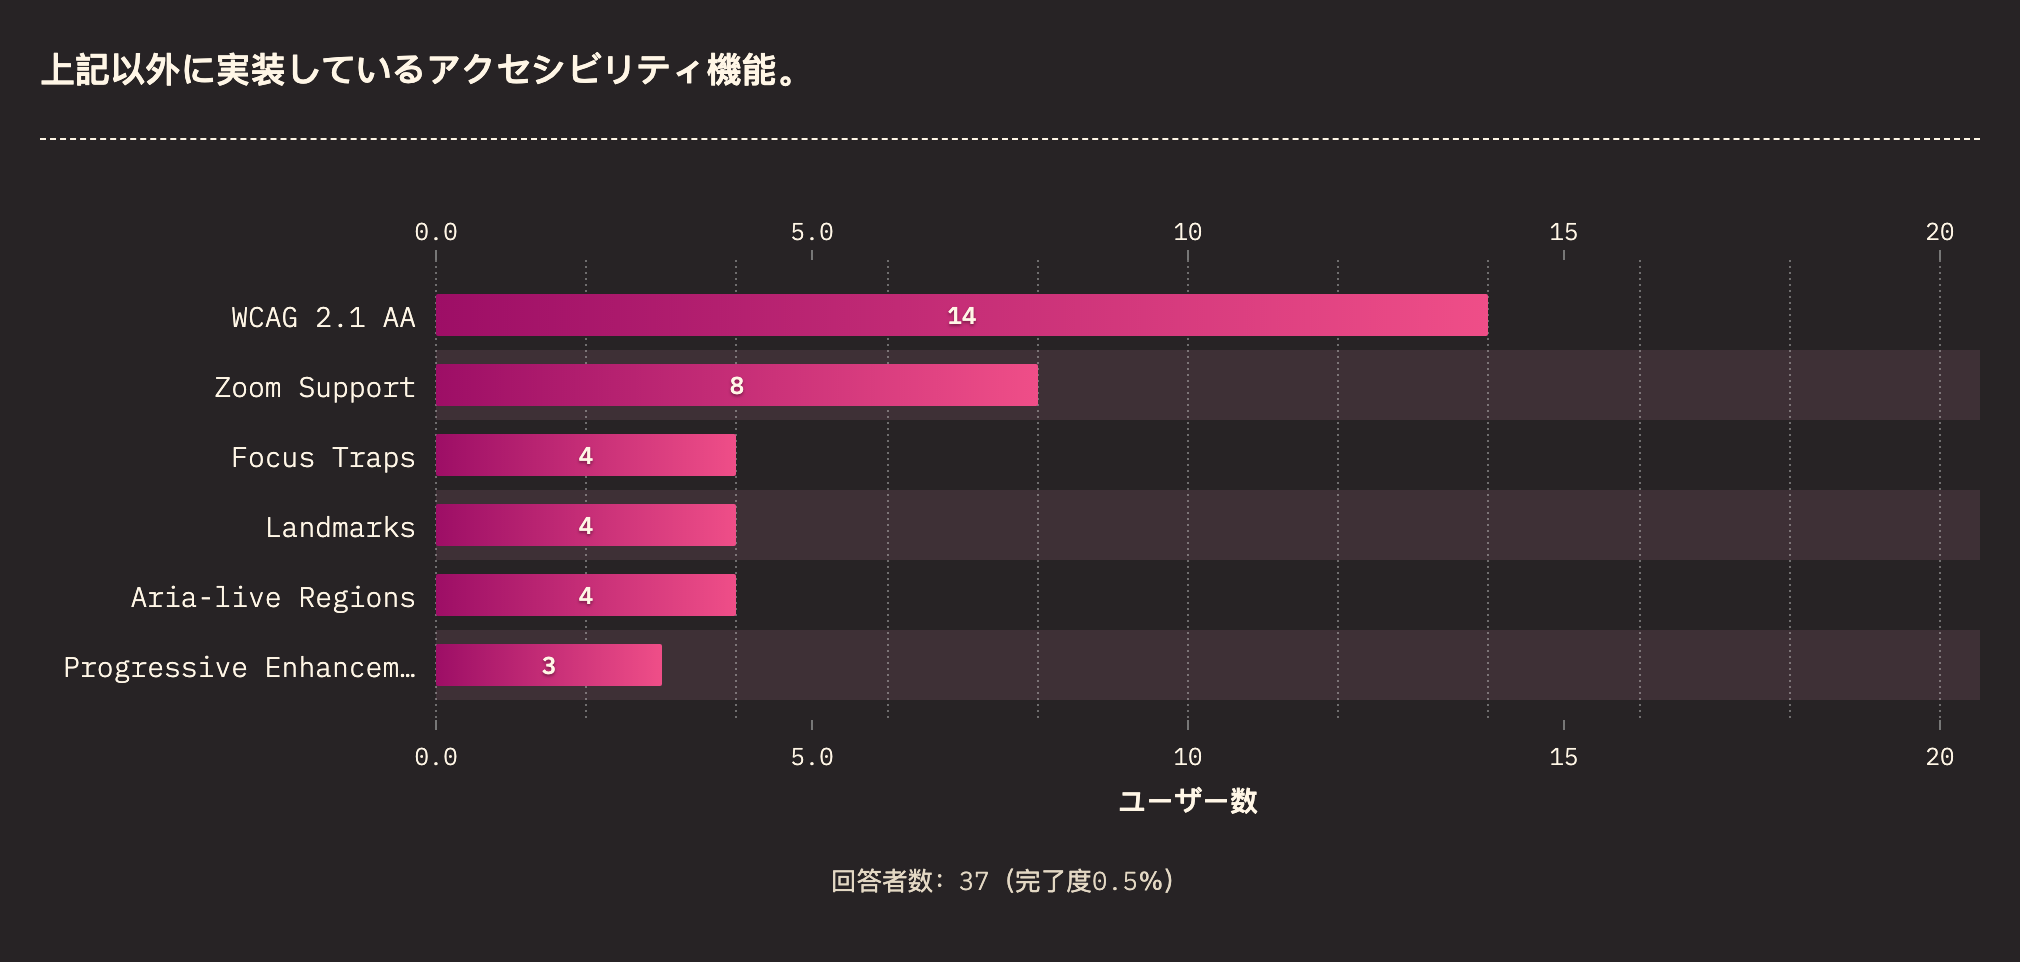 上記以外に実装しているアクセシビリティ機能。
0.0 5.0 10 15 20
WCAG 2.1 AA 14
Zoom Support 8
Focus Traps 4
Landmarks 4
Aria-live Regions 4
Progressive Enhancem… 3
0.0 5.0 10 15 20
ユーザー数
回答者数: 37 (完了度0.5%)